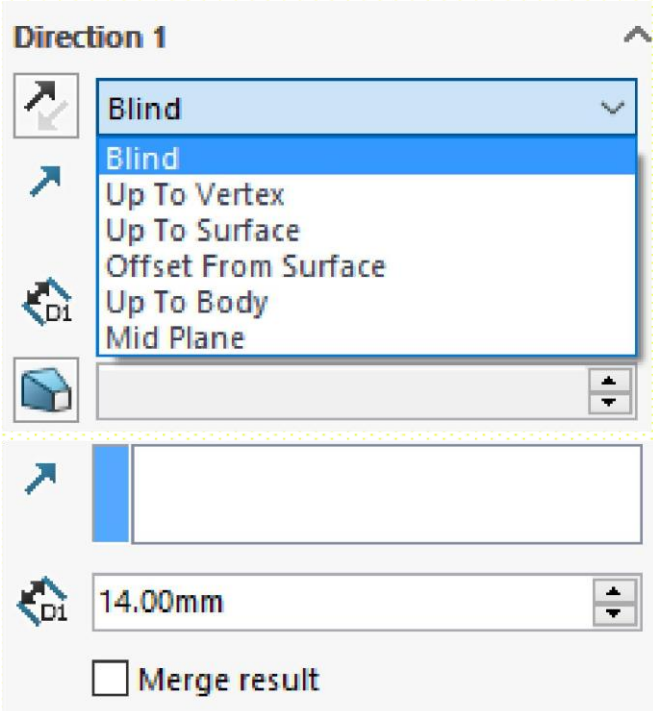 Direction 1
Blind
Blind
Up To Vertex
Up To Surface
Offset From Surface
Up To Body
Mid Plane
D1
D1
14.00mm
Merge result